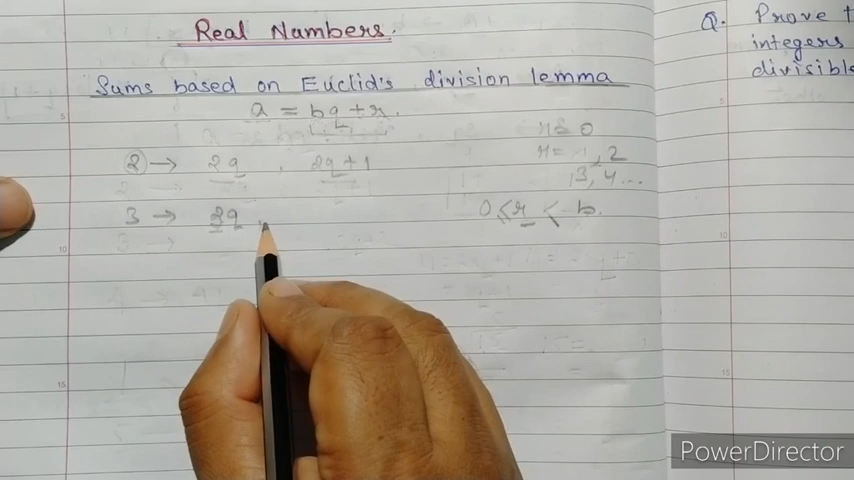 Real Numbers.
Sums based on Euclid's division lemma
a = bq + r.
r = 0
r = 1, 2
3, 4 ...
2 → 2q , 2q + 1
3 → 3q ,
0 ≤ r < b.
Q. Prove t
integers
divisible
PowerDirector